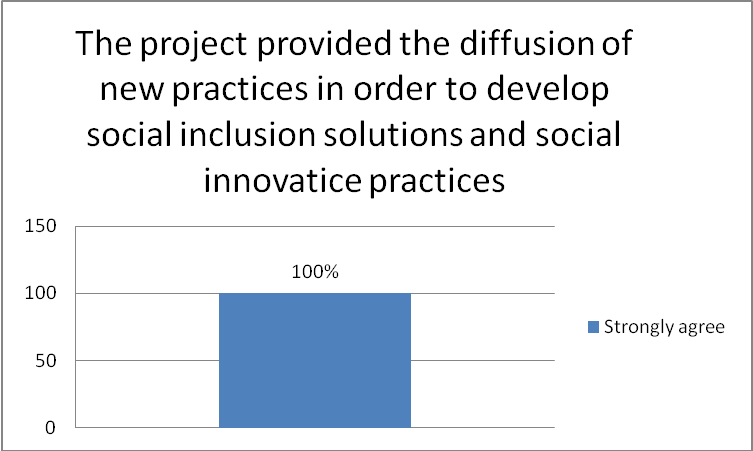 The project provided the diffusion of
new practices in order to develop
social inclusion solutions and social
innovatice practices
150
100%
100
Strongly agree
50
0